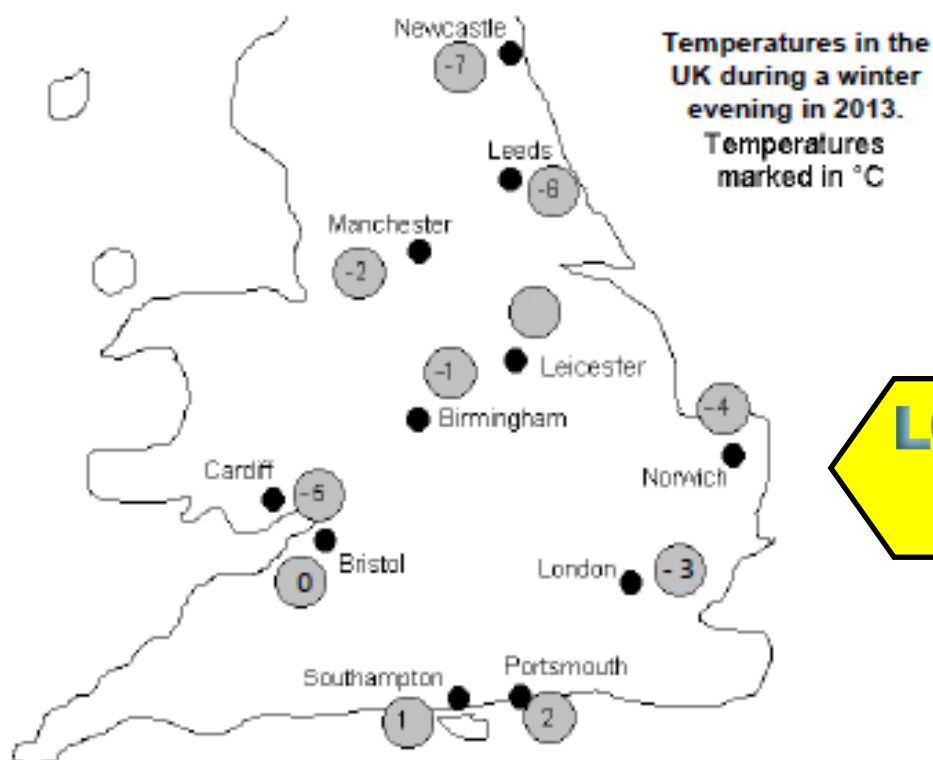 Newcastle
-7
Temperatures in the
UK during a winter
evening in 2013.
Temperatures
marked in °C
Leeds
-6
Manchester
-2
Leicester
-1
Birmingham
-4
Norwich
Cardiff
Bristol
0
London
- 3
Southampton
1
Portsmouth
2